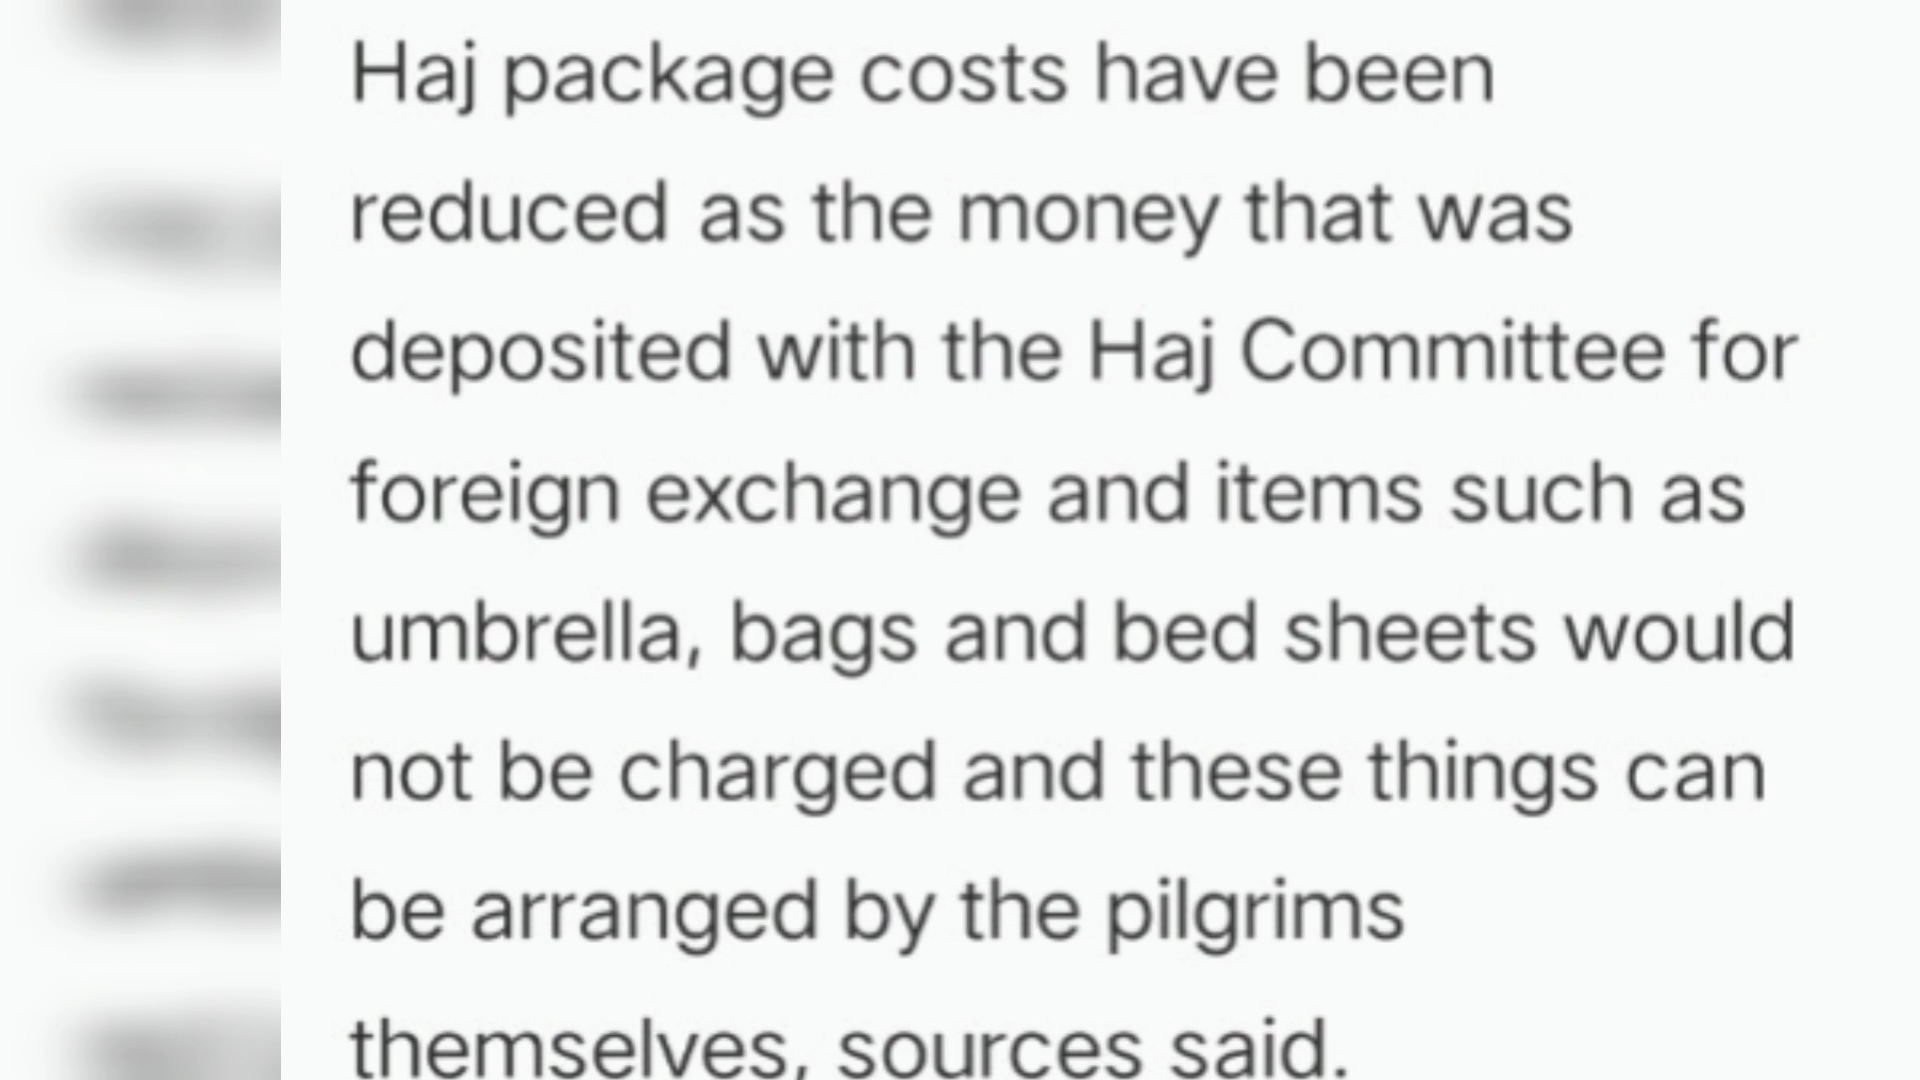 Haj package costs have been
reduced as the money that was
deposited with the Haj Committee for
foreign exchange and items such as
umbrella, bags and bed sheets would
not be charged and these things can
be arranged by the pilgrims
themselves, sources said.